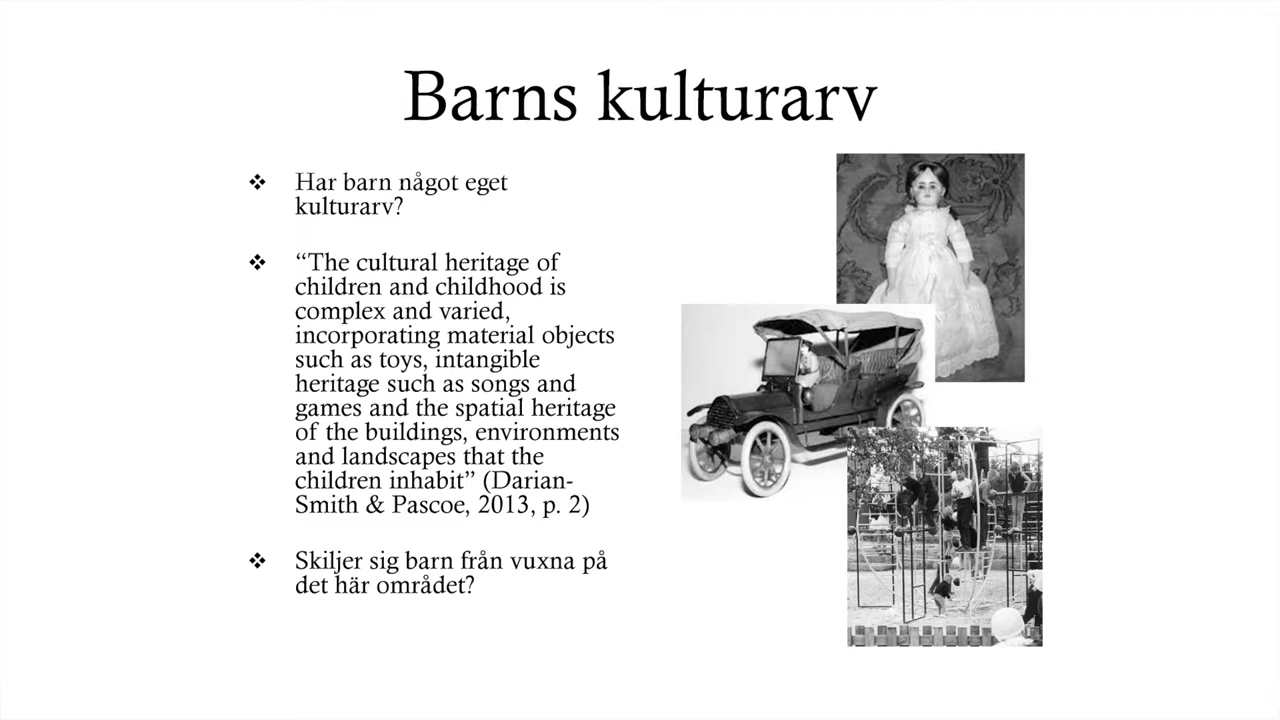 Barns kulturarv
❖ Har barn något eget
kulturarv?
❖ “The cultural heritage of
children and childhood is
complex and varied,
incorporating material objects
such as toys, intangible
heritage such as songs and
games and the spatial heritage
of the buildings, environments
and landscapes that the
children inhabit” (Darian-
Smith & Pascoe, 2013, p. 2)
❖ Skiljer sig barn från vuxna på
det här området?